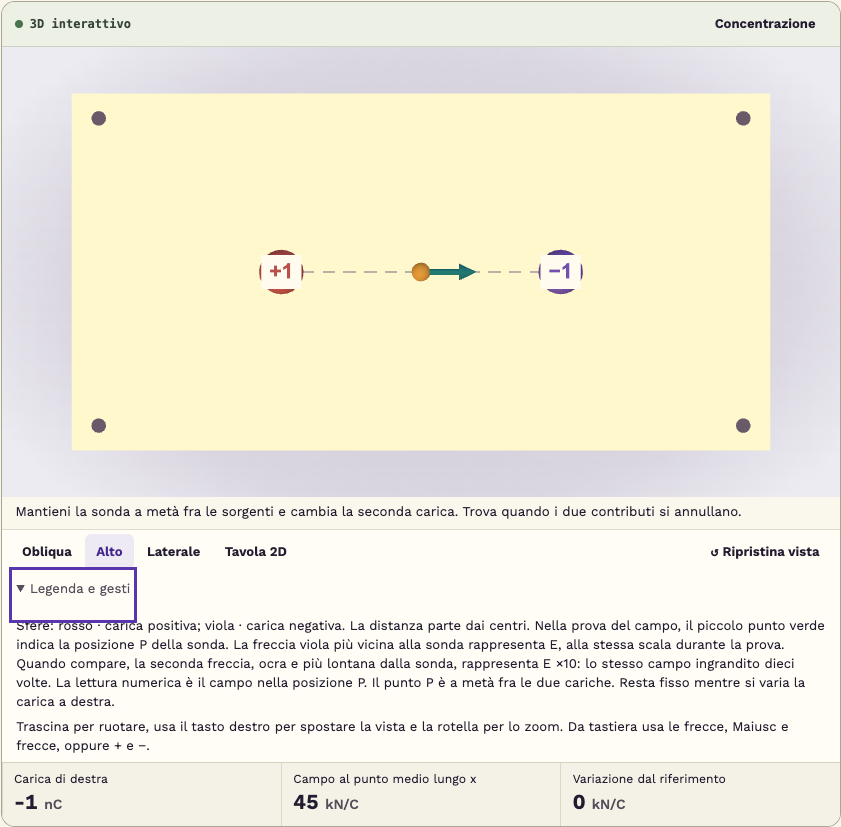 3D interattivo
Concentrazione
+1
−1
Mantieni la sonda a metà fra le sorgenti e cambia la seconda carica. Trova quando i due contributi si annullano.
Obliqua Alto Laterale Tavola 2D
↺ Ripristina vista
▼ Legenda e gesti
Sfere: rosso · carica positiva; viola · carica negativa. La distanza parte dai centri. Nella prova del campo, il piccolo punto verde
indica la posizione P della sonda. La freccia viola più vicina alla sonda rappresenta E, alla stessa scala durante la prova.
Quando compare, la seconda freccia, ocra e più lontana dalla sonda, rappresenta E ×10: lo stesso campo ingrandito dieci
volte. La lettura numerica è il campo nella posizione P. Il punto P è a metà fra le due cariche. Resta fisso mentre si varia la
carica a destra.
Trascina per ruotare, usa il tasto destro per spostare la vista e la rotella per lo zoom. Da tastiera usa le frecce, Maiusc e
frecce, oppure + e −.
Carica di destra
-1 nC
Campo al punto medio lungo x
45 kN/C
Variazione dal riferimento
0 kN/C